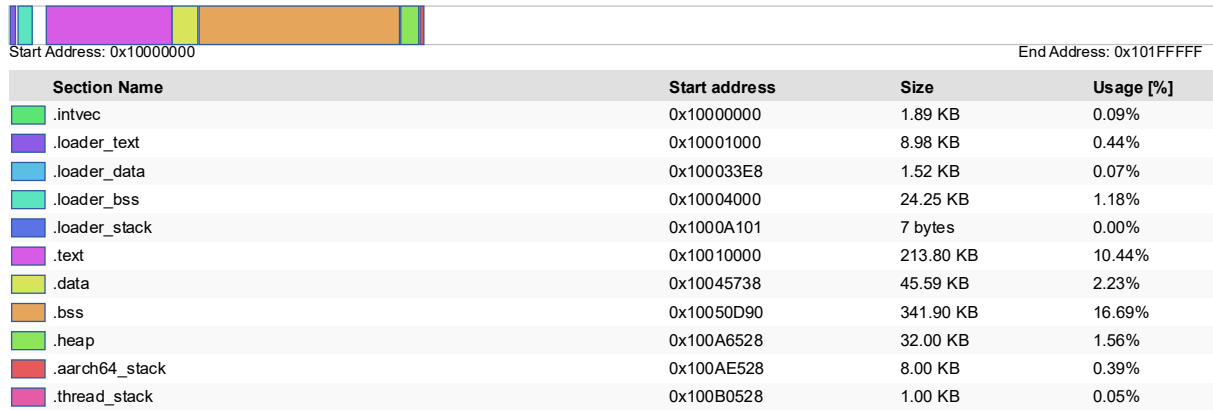 Start Address: 0x10000000 End Address: 0x101FFFFF
Section Name Start address Size Usage [%]
.intvec 0x10000000 1.89 KB 0.09%
.loader_text 0x10001000 8.98 KB 0.44%
.loader_data 0x100033E8 1.52 KB 0.07%
.loader_bss 0x10004000 24.25 KB 1.18%
.loader_stack 0x1000A101 7 bytes 0.00%
.text 0x10010000 213.80 KB 10.44%
.data 0x10045738 45.59 KB 2.23%
.bss 0x10050D90 341.90 KB 16.69%
.heap 0x100A6528 32.00 KB 1.56%
.aarch64_stack 0x100AE528 8.00 KB 0.39%
.thread_stack 0x100B0528 1.00 KB 0.05%